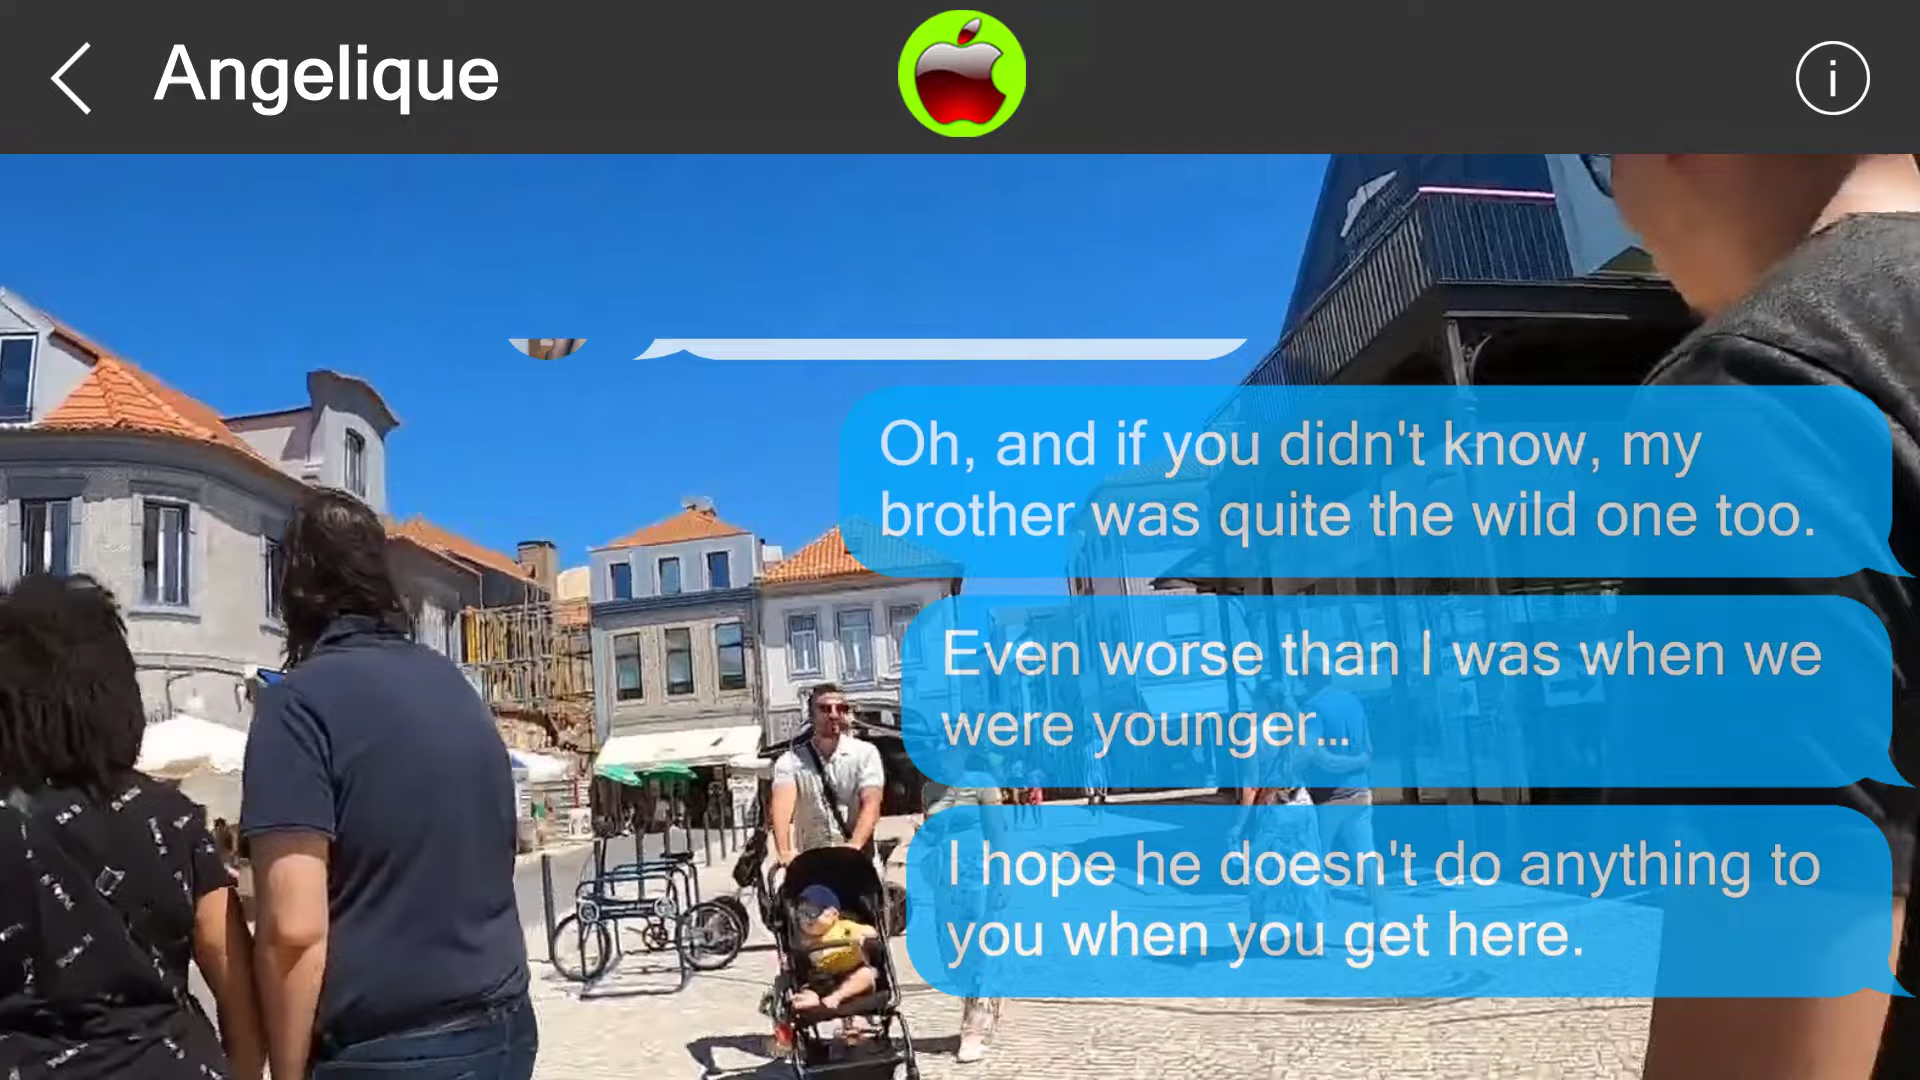 Angelique
Oh, and if you didn't know, my
brother was quite the wild one too.
Even worse than I was when we
were younger...
I hope he doesn't do anything to
you when you get here.